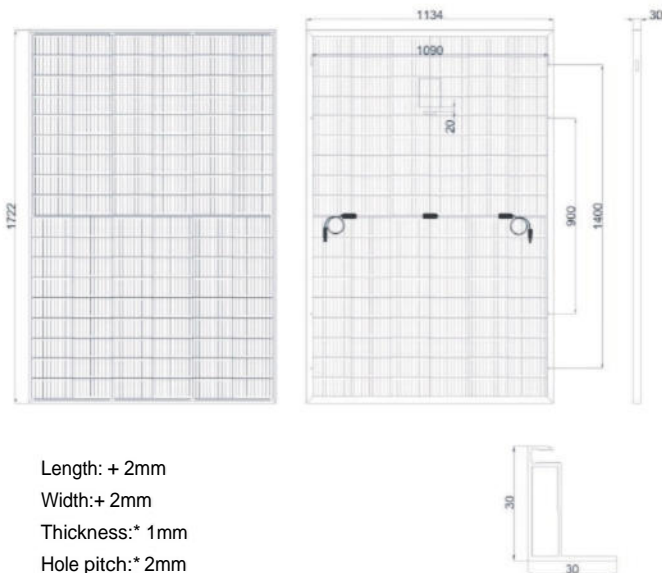 1134
30
1090
20
1722
900
1400
Length: + 2mm
Width:+ 2mm
Thickness:* 1mm
Hole pitch:* 2mm
30
30